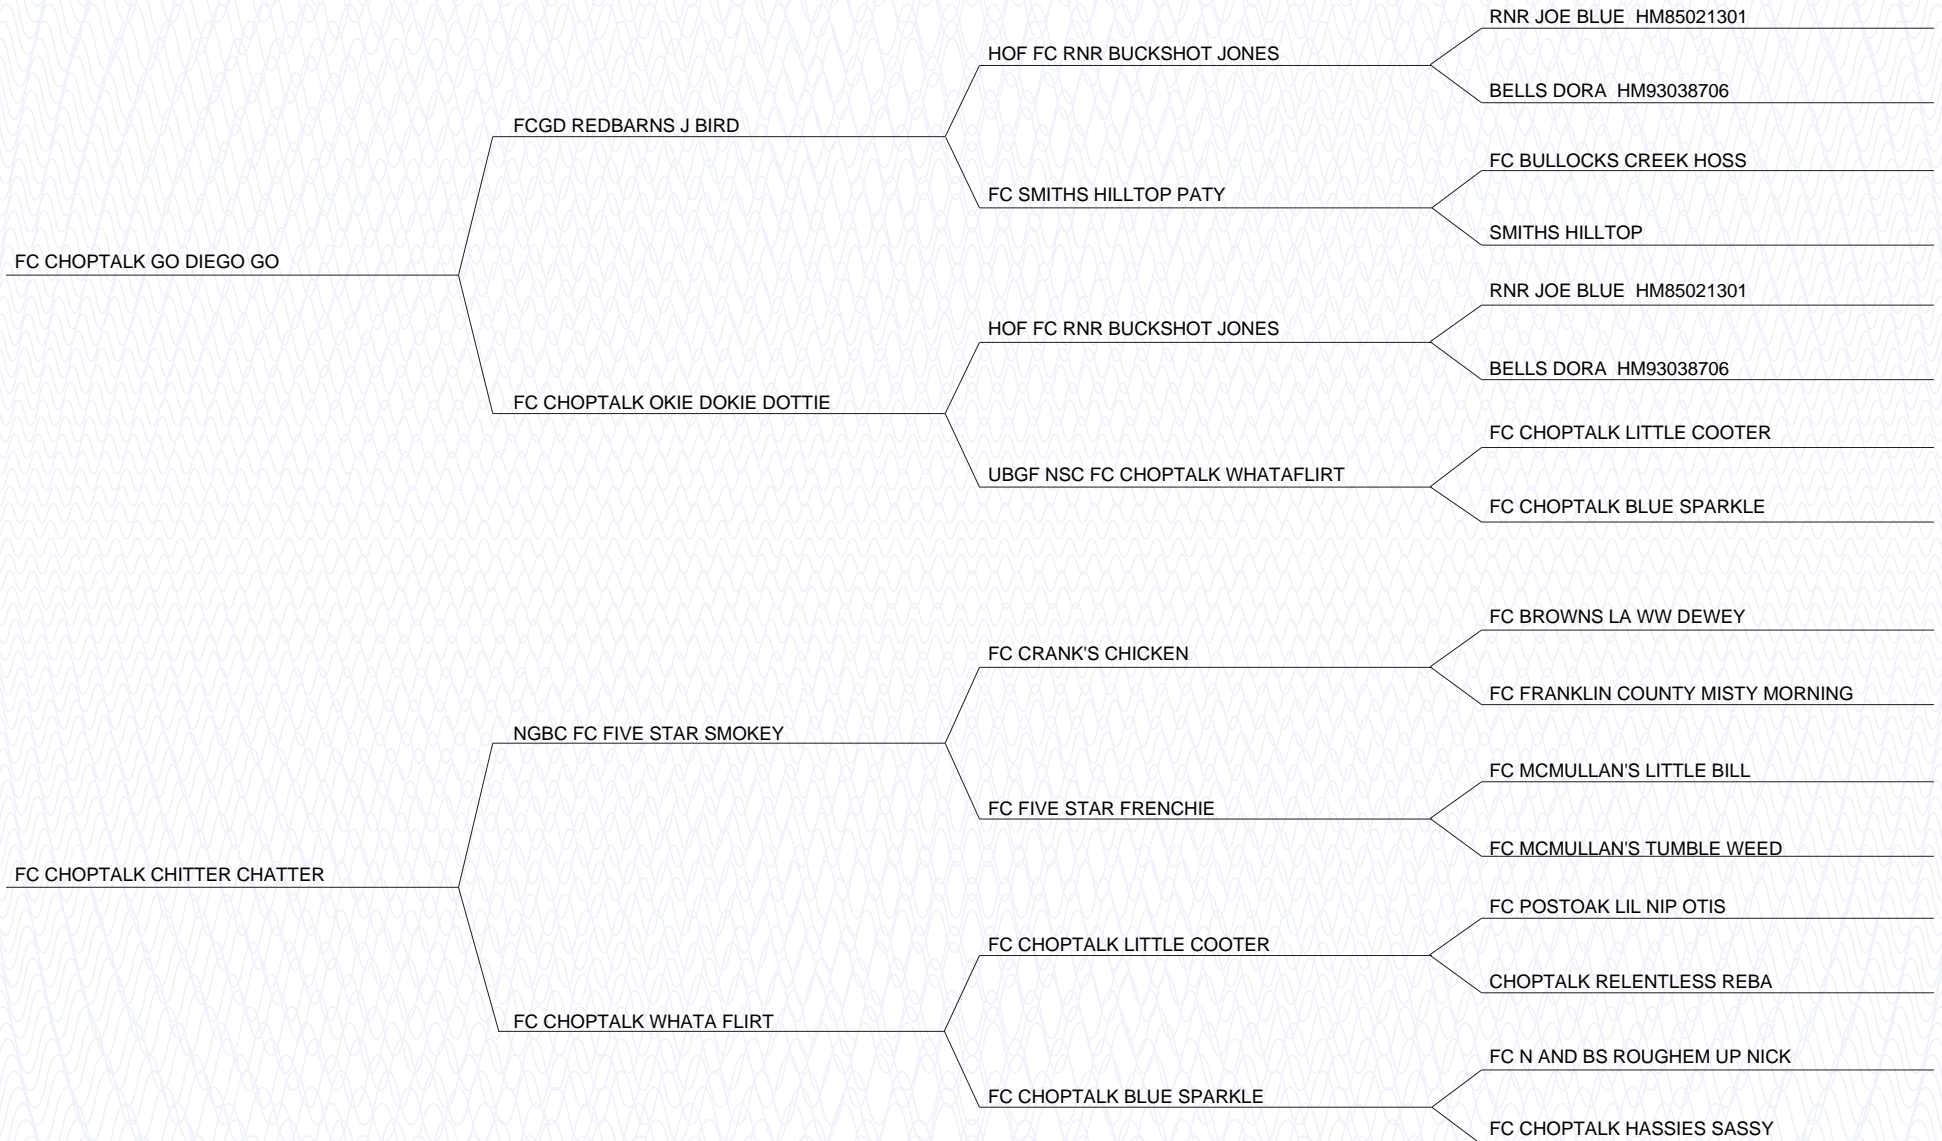 RNR JOE BLUE  HM85021301
HOF FC RNR BUCKSHOT JONES
BELLS DORA  HM93038706
FCGD REDBARNS J BIRD
FC BULLOCKS CREEK HOSS
FC SMITHS HILLTOP PATY
SMITHS HILLTOP
FC CHOPTALK GO DIEGO GO
RNR JOE BLUE  HM85021301
HOF FC RNR BUCKSHOT JONES
BELLS DORA  HM93038706
FC CHOPTALK OKIE DOKIE DOTTIE
FC CHOPTALK LITTLE COOTER
UBGF NSC FC CHOPTALK WHATAFLIRT
FC CHOPTALK BLUE SPARKLE
FC BROWNS LA WW DEWEY
FC CRANK'S CHICKEN
FC FRANKLIN COUNTY MISTY MORNING
NGBC FC FIVE STAR SMOKEY
FC MCMULLAN'S LITTLE BILL
FC FIVE STAR FRENCHIE
FC MCMULLAN'S TUMBLE WEED
FC CHOPTALK CHITTER CHATTER
FC POSTOAK LIL NIP OTIS
FC CHOPTALK LITTLE COOTER
CHOPTALK RELENTLESS REBA
FC CHOPTALK WHATA FLIRT
FC N AND BS ROUGHEM UP NICK
FC CHOPTALK BLUE SPARKLE
FC CHOPTALK HASSIES SASSY